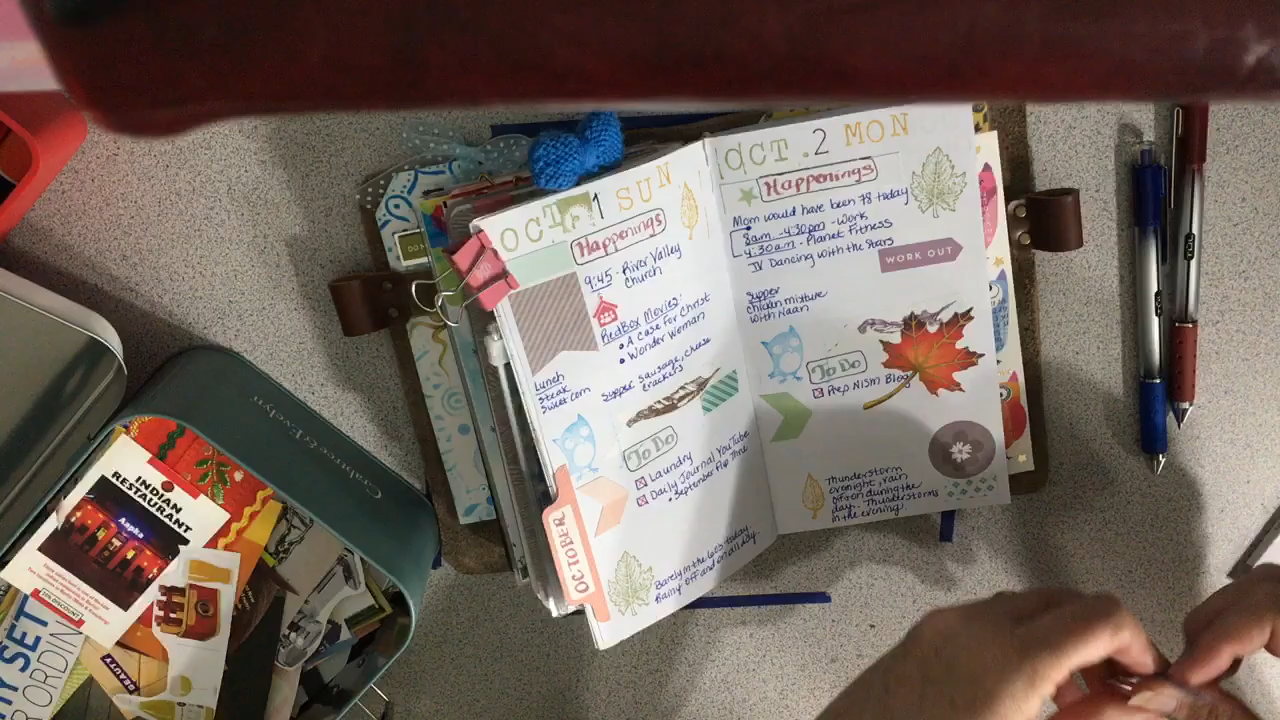 OCT. 1 SUN
Happenings
9:45 - River Valley
Church
RedBox Movies:
• A Case for Christ
• Wonder Woman
Lunch
Steak
Sweet corn
Supper Sausage, cheese
crackers
To Do
Laundry
Daily Journal YouTube
• September Flip Thru
OCTOBER
Barely in the 60s today.
Rainy off and on all day.
OCT.2 MON
Happenings
Mom would have been 78 today
8am.-4:30pm - Work
4:30am - Planet Fitness
TV Dancing with the Stars
WORK OUT
Supper
Chicken mixture
with Naan
To Do
Prep NISM Blog
Thunderstorm
overnight, rain
off on during the
day. Thunderstorms
in the evening.
Crabtree & Evelyn
INDIAN
RESTAURANT
Aapka
15% DISCOUNT
BEAUTY
SET
ORDIN